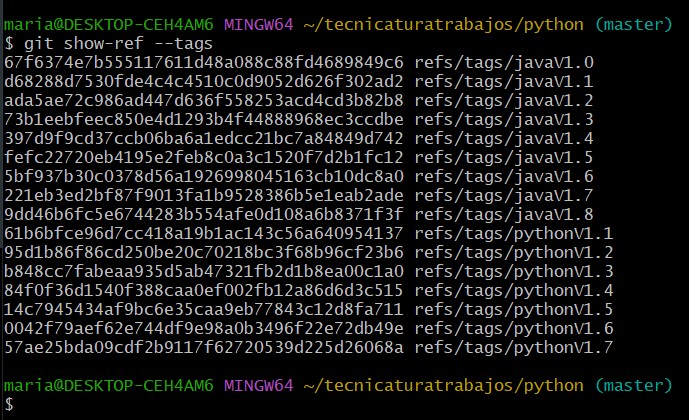 maria@DESKTOP-CEH4AM6 MINGW64 ~/tecnicaturatrabajos/python (master)
$ git show-ref --tags
67f6374e7b555117611d48a088c88fd4689849c6 refs/tags/javaV1.0
d68288d7530fde4c4c4510c0d9052d626f302ad2 refs/tags/javaV1.1
ada5ae72c986ad447d636f558253acd4cd3b82b8 refs/tags/javaV1.2
73b1eebfeec850e4d1293b4f44888968ec3ccdbe refs/tags/javaV1.3
397d9f9cd37ccb06ba6a1edcc21bc7a84849d742 refs/tags/javaV1.4
fefc22720eb4195e2feb8c0a3c1520f7d2b1fc12 refs/tags/javaV1.5
5bf937b30c0378d56a1926998045163cb10dc8a0 refs/tags/javaV1.6
221eb3ed2bf87f9013fa1b9528386b5e1eab2ade refs/tags/javaV1.7
9dd46b6fc5e6744283b554afe0d108a6b8371f3f refs/tags/javaV1.8
61b6bfce96d7cc418a19b1ac143c56a640954137 refs/tags/pythonV1.1
95d1b86f86cd250be20c70218bc3f68b96cf23b6 refs/tags/pythonV1.2
b848cc7fabeaa935d5ab47321fb2d1b8ea00c1a0 refs/tags/pythonV1.3
84f0f36d1540f388caa0ef002fb12a86d6d3c515 refs/tags/pythonV1.4
14c7945434af9bc6e35caa9eb77843c12d8fa711 refs/tags/pythonV1.5
0042f79aef62e744df9e98a0b3496f22e72db49e refs/tags/pythonV1.6
57ae25bda09cdf2b9117f62720539d225d26068a refs/tags/pythonV1.7
maria@DESKTOP-CEH4AM6 MINGW64 ~/tecnicaturatrabajos/python (master)
$